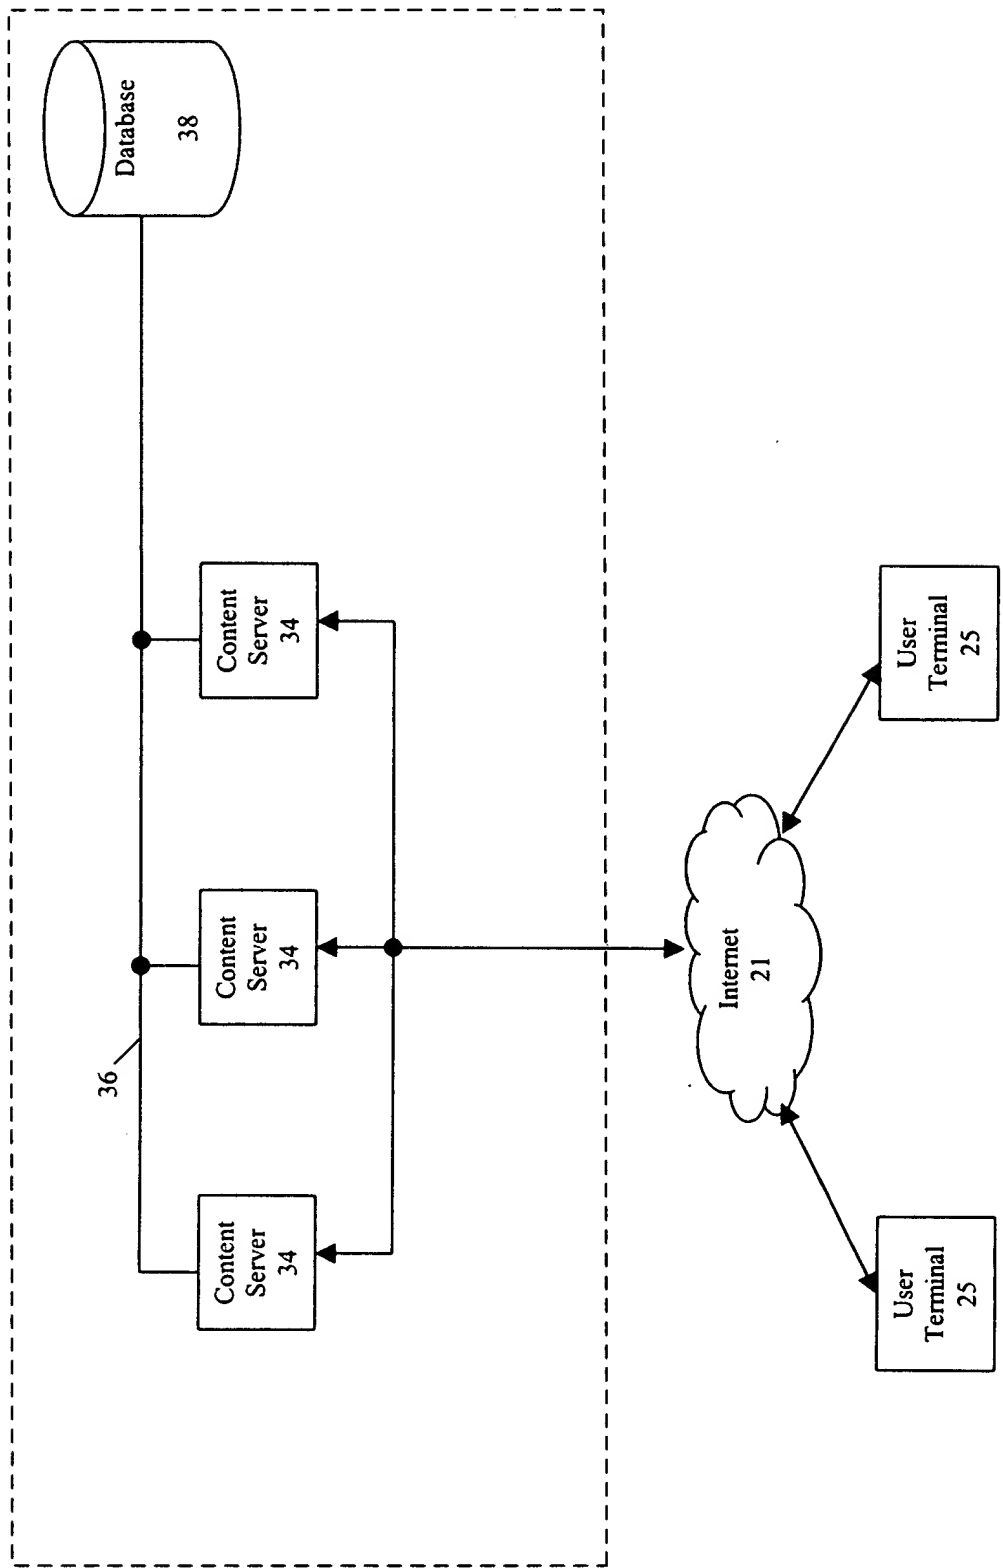 Database
38
36
Content
Server
34
Content
Server
34
Content
Server
34
Internet
21
User
Terminal
25
User
Terminal
25